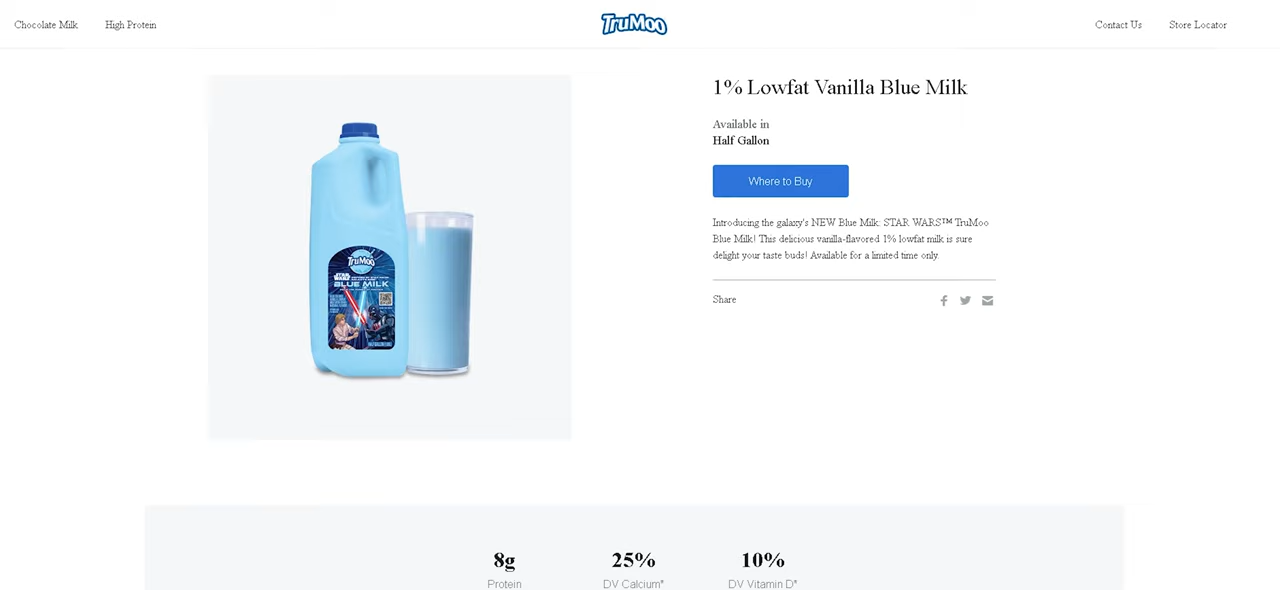 Chocolate Milk
High Protein
TruMoo
Contact Us
Store Locator
1% Lowfat Vanilla Blue Milk
Available in
Half Gallon
Where to Buy
Introducing the galaxy's NEW Blue Milk: STAR WARS™ TruMoo
Blue Milk! This delicious vanilla-flavored 1% lowfat milk is sure
delight your taste buds! Available for a limited time only.
Share
TruMoo
STAR
WARS
BLUE MILK
8g
25%
10%
Protein
DV Calcium*
DV Vitamin D*